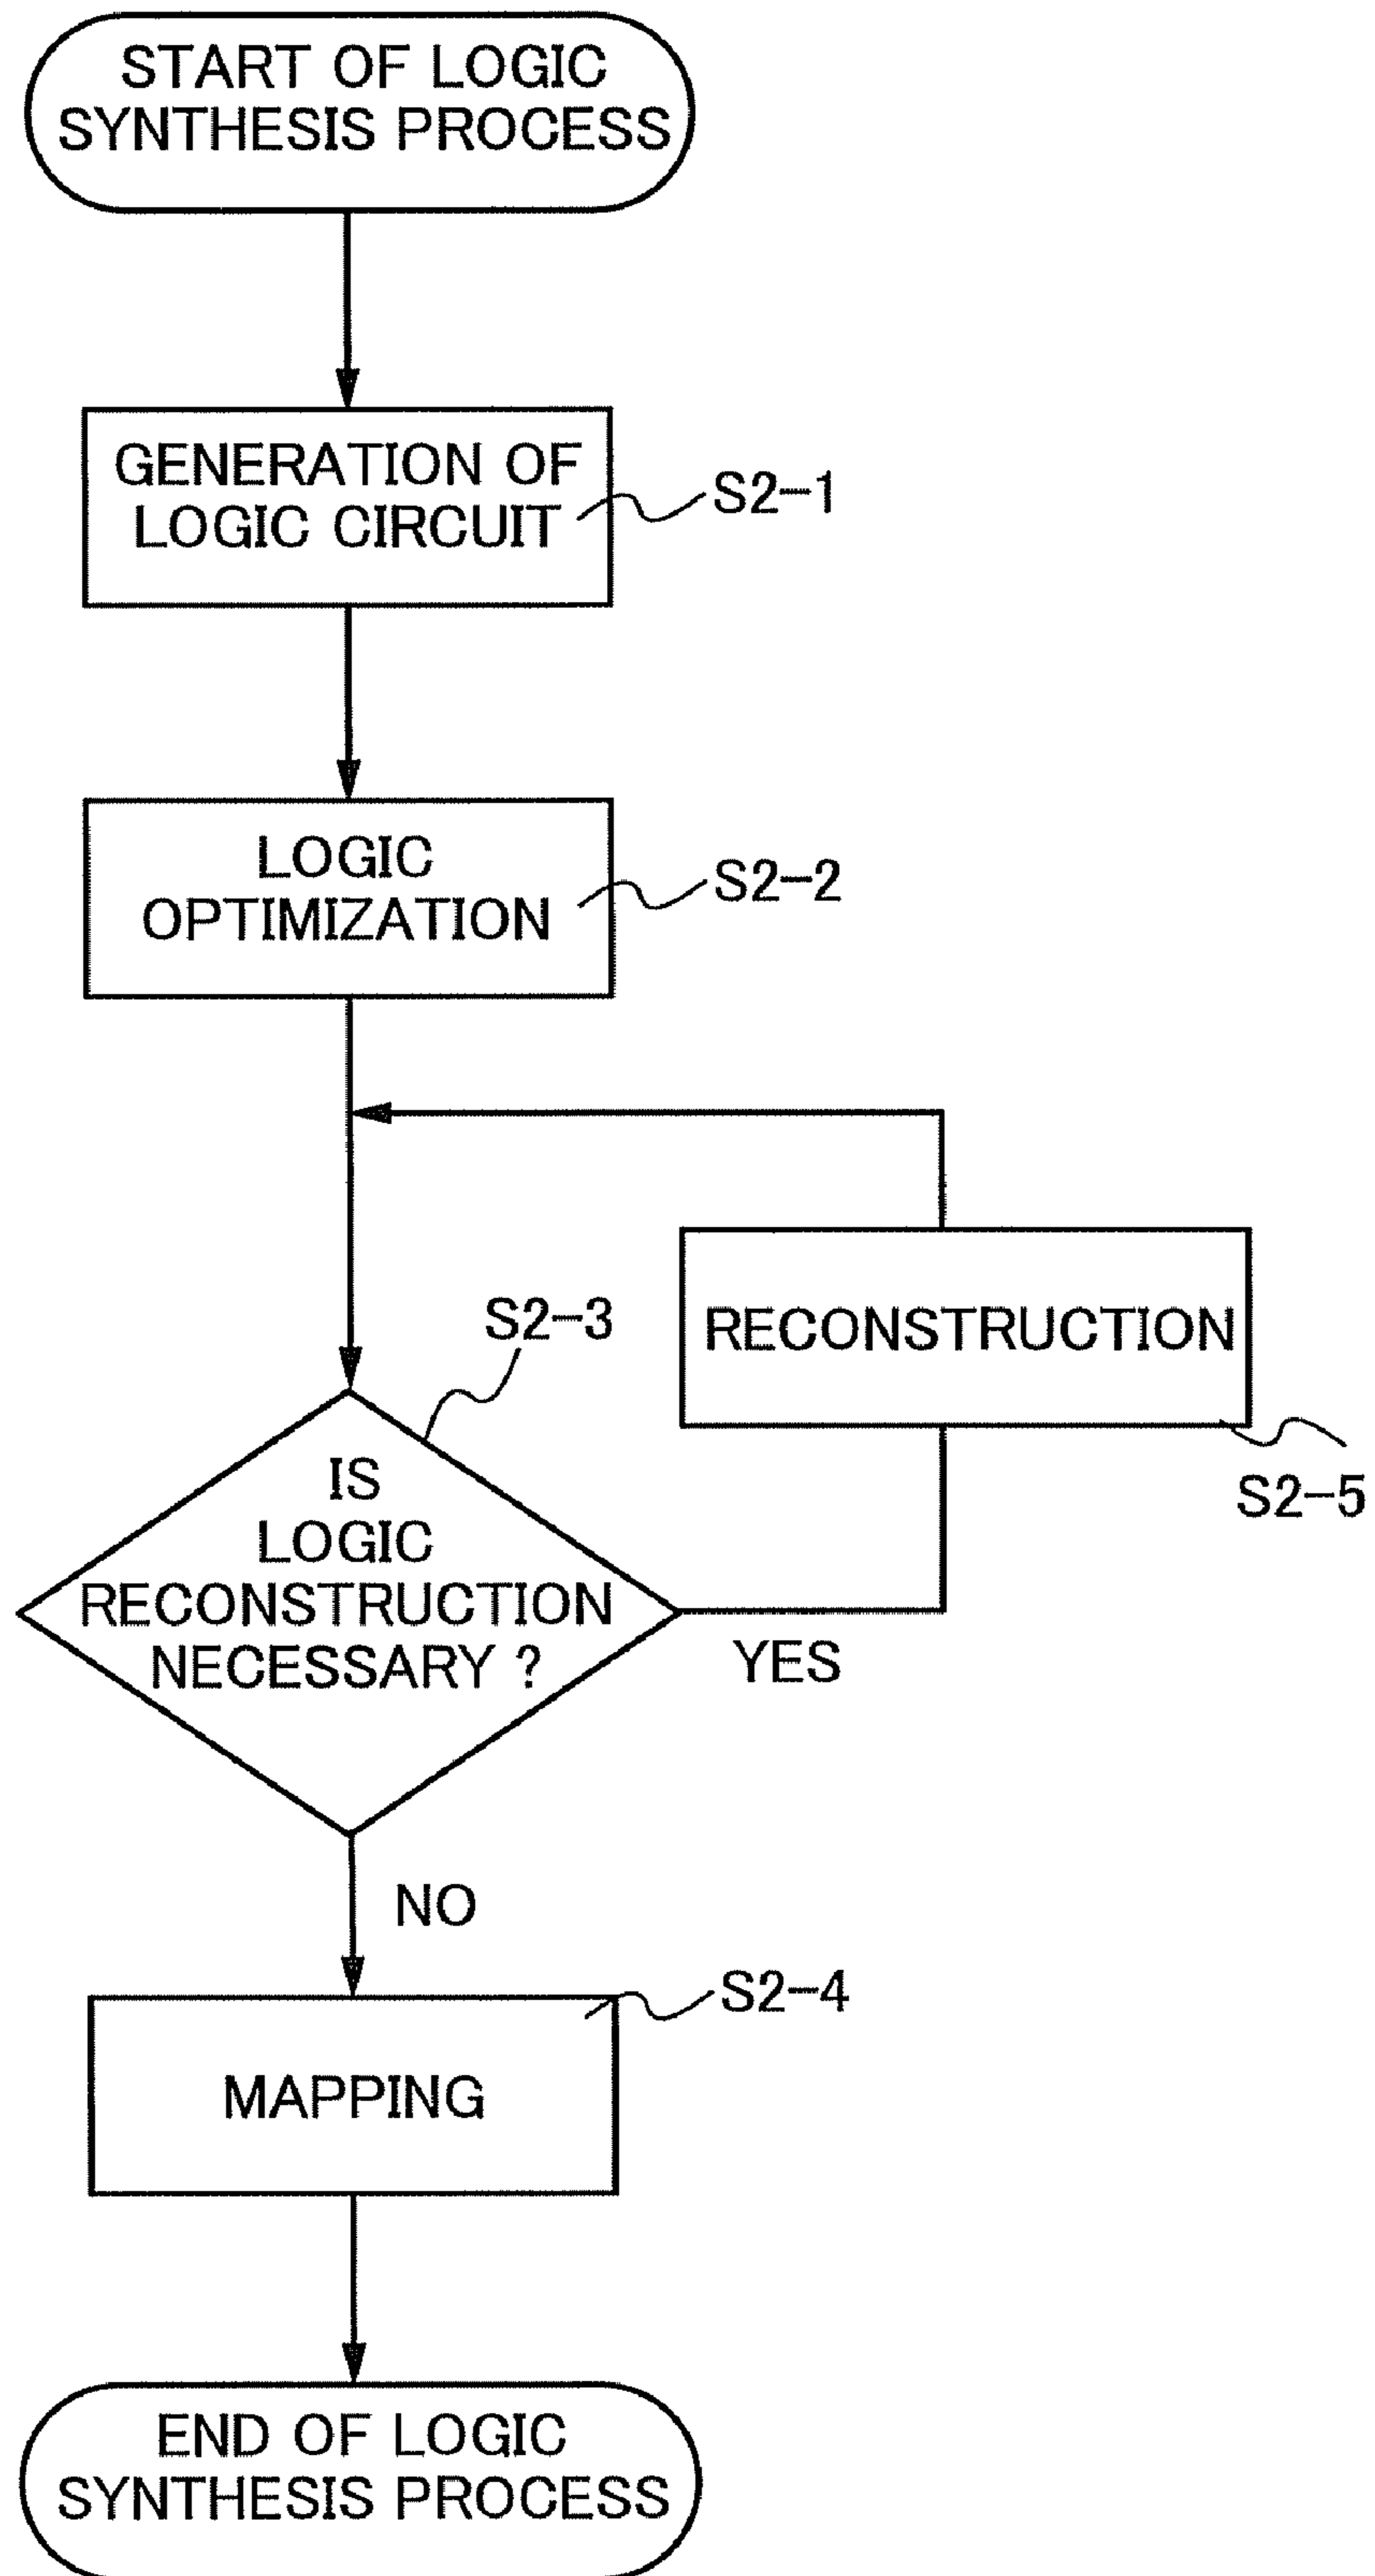 START OF LOGIC
SYNTHESIS PROCESS
GENERATION OF
LOGIC CIRCUIT
S2-1
LOGIC
OPTIMIZATION
S2-2
S2-3
RECONSTRUCTION
S2-5
IS
LOGIC
RECONSTRUCTION
NECESSARY ?
YES
NO
S2-4
MAPPING
END OF LOGIC
SYNTHESIS PROCESS